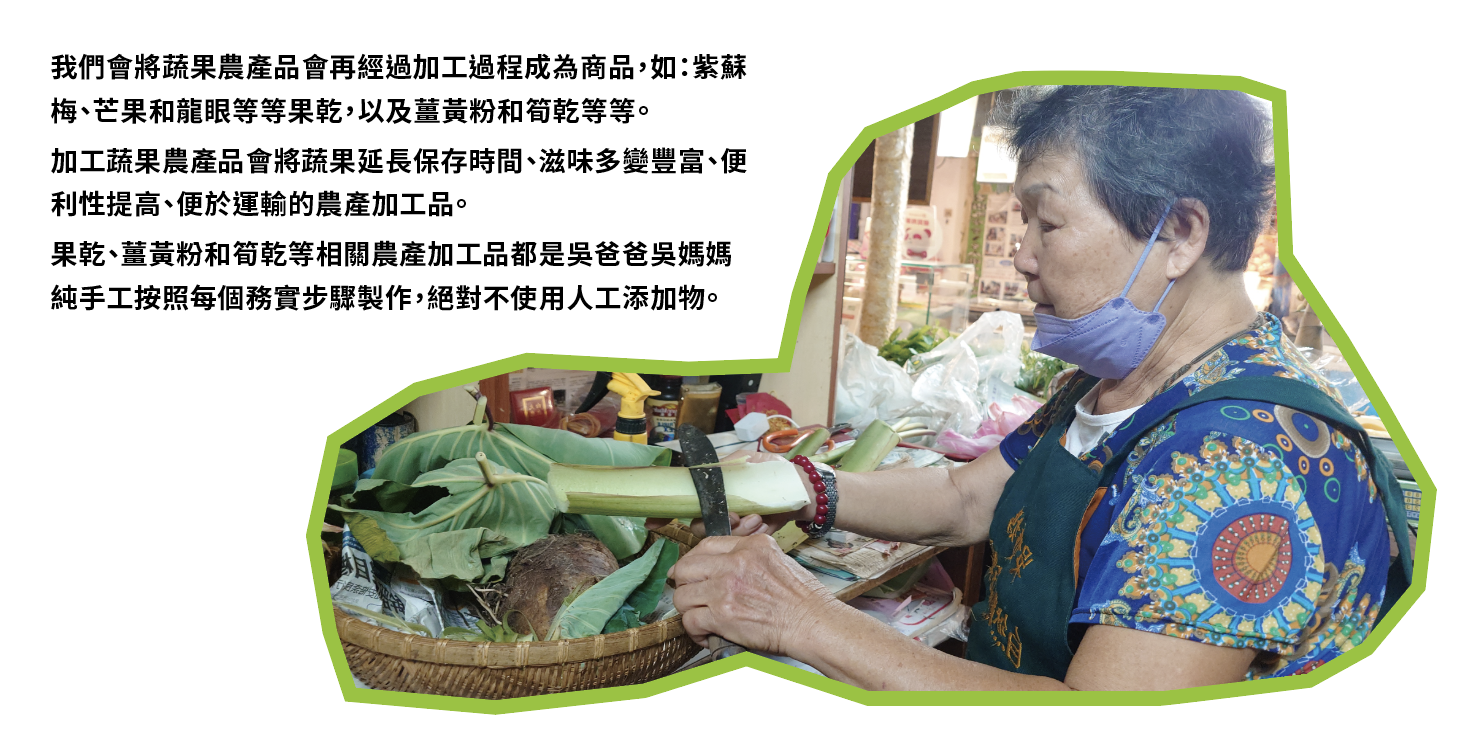 我們會將蔬果農產品會再經過加工過程成為商品，如：紫蘇
梅、芒果和龍眼等等果乾，以及薑黃粉和筍乾等等。
加工蔬果農產品會將蔬果延長保存時間、滋味多變豐富、便
利性提高、便於運輸的農產加工品。
果乾、薑黃粉和筍乾等相關農產加工品都是吳爸爸吳媽媽
純手工按照每個務實步驟製作，絕對不使用人工添加物。